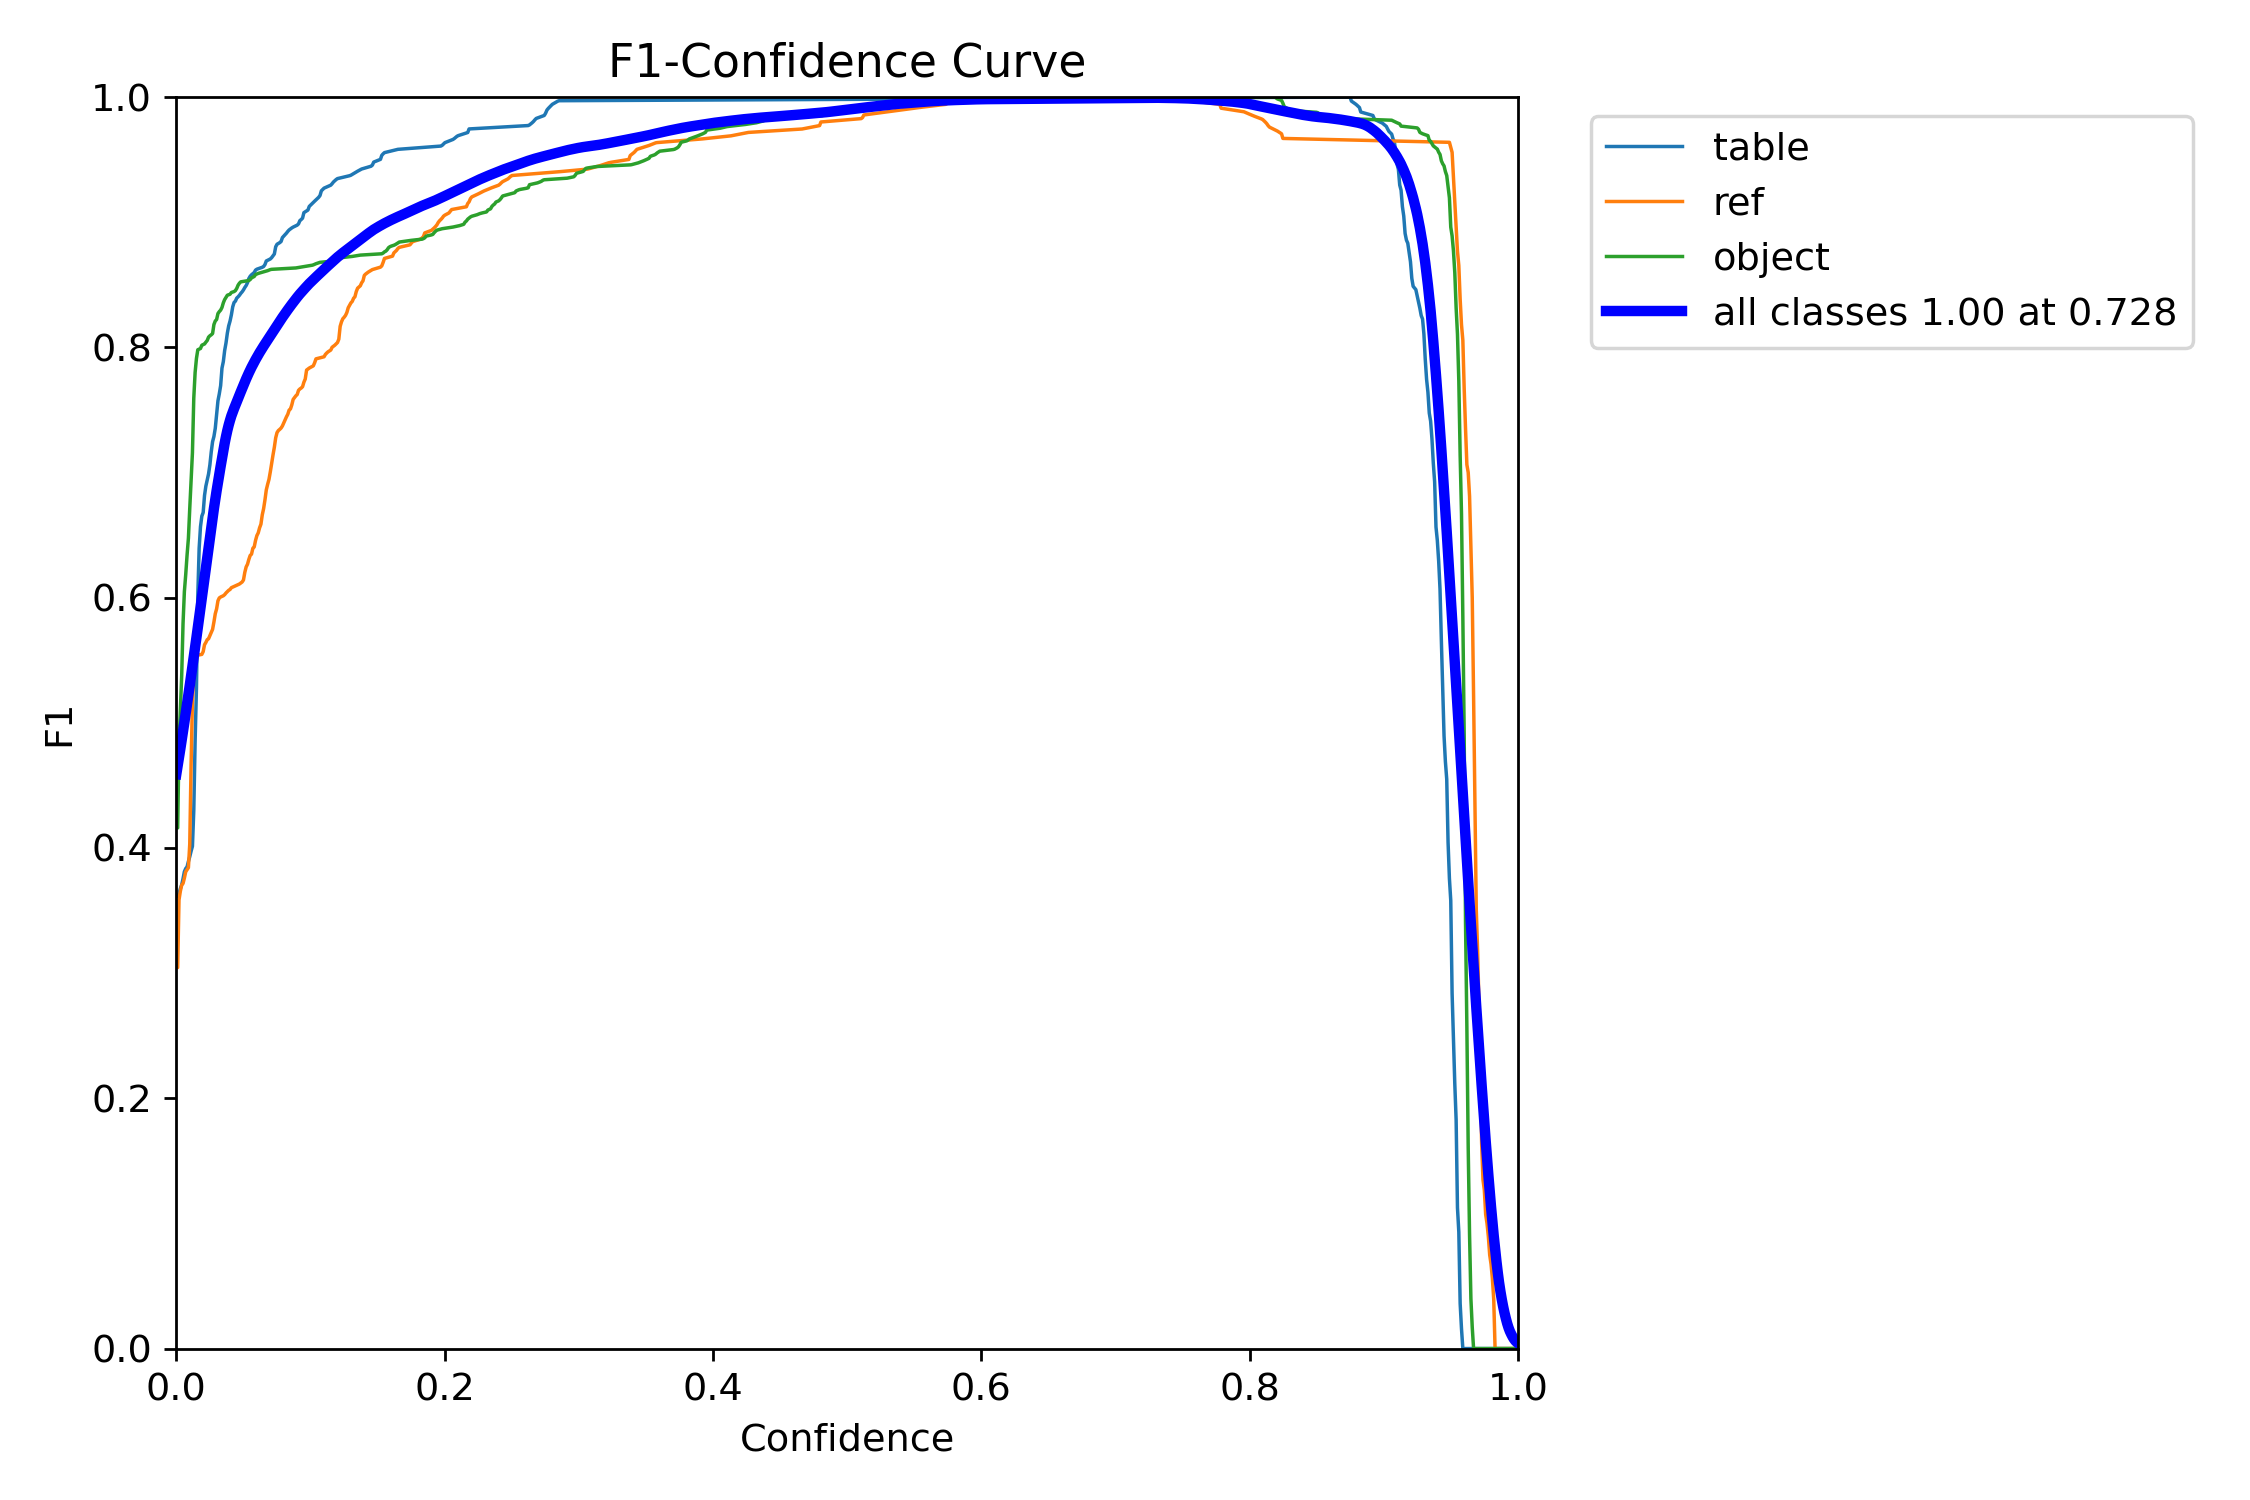 F1-Confidence Curve
1.0
0.8
0.6
0.4
0.2
0.0
F1
0.0 0.2 0.4 0.6 0.8 1.0
Confidence
table
ref
object
all classes 1.00 at 0.728